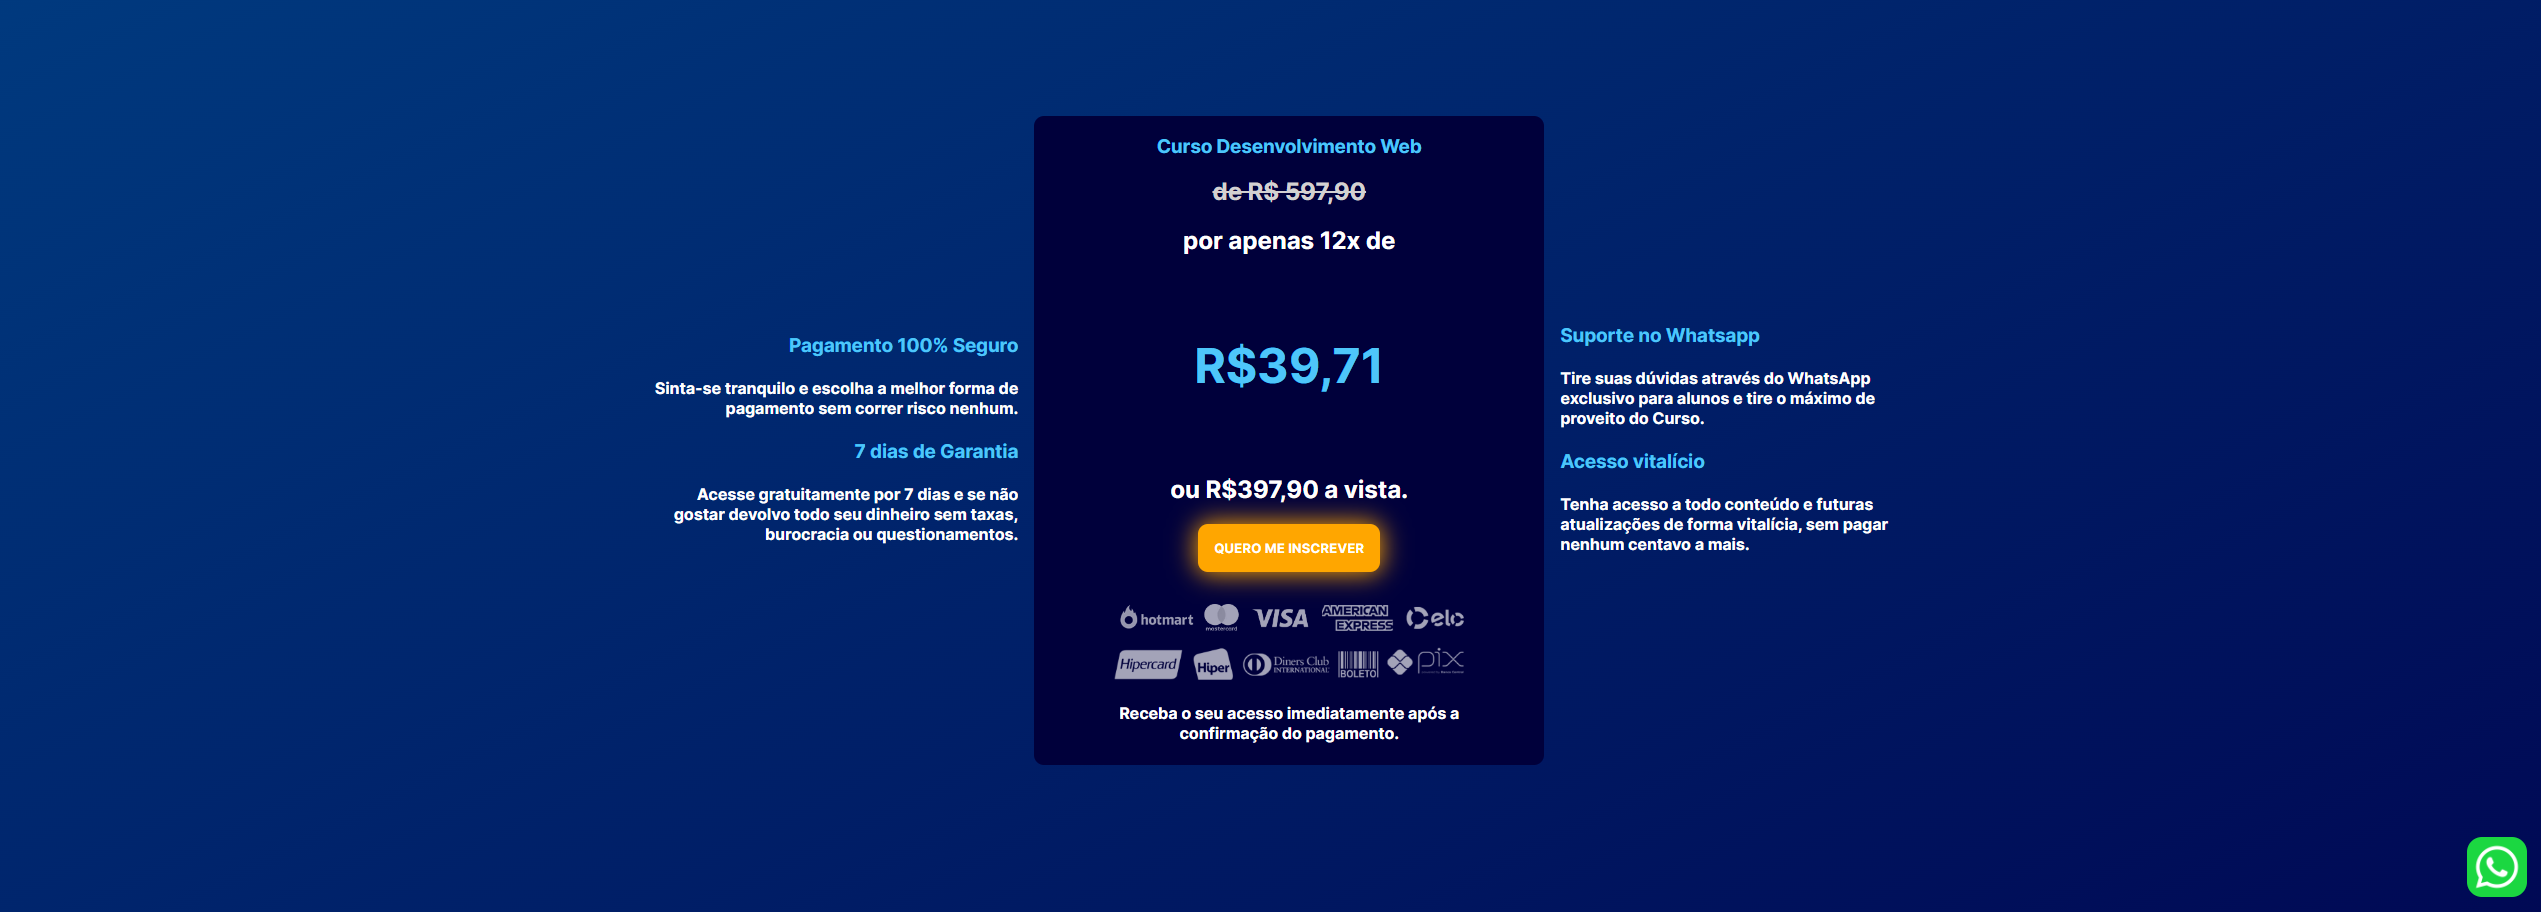 Pagamento 100% Seguro
Sinta-se tranquilo e escolha a melhor forma de
pagamento sem correr risco nenhum.
7 dias de Garantia
Acesse gratuitamente por 7 dias e se não
gostar devolvo todo seu dinheiro sem taxas,
burocracia ou questionamentos.
Curso Desenvolvimento Web
de R$ 597,90
por apenas 12x de
R$39,71
ou R$397,90 a vista.
QUERO ME INSCREVER
hotmart mastercard VISA AMERICAN EXPRESS elo
Hipercard Hiper Diners Club INTERNATIONAL BOLETO pix
Receba o seu acesso imediatamente após a
confirmação do pagamento.
Suporte no Whatsapp
Tire suas dúvidas através do WhatsApp
exclusivo para alunos e tire o máximo de
proveito do Curso.
Acesso vitalício
Tenha acesso a todo conteúdo e futuras
atualizações de forma vitalícia, sem pagar
nenhum centavo a mais.